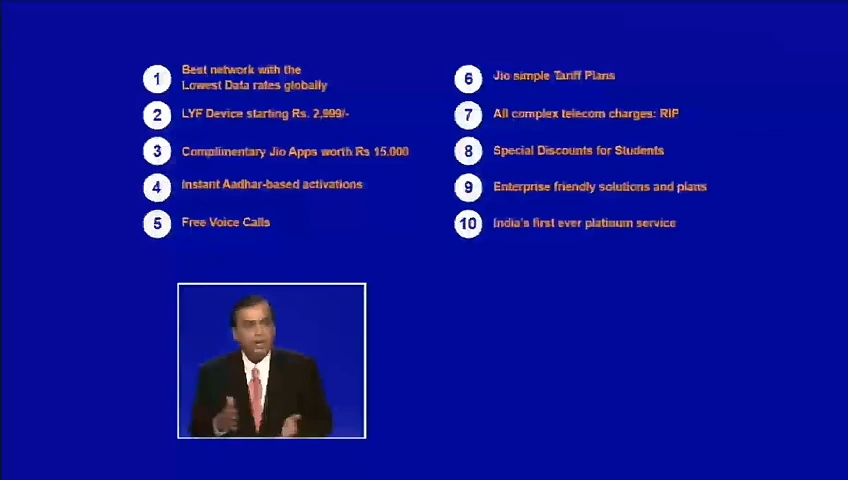 1 Best network with the
Lowest Data rates globally
2 LYF Device starting Rs. 2,999/-
3 Complimentary Jio Apps worth Rs 15,000
4 Instant Aadhar-based activations
5 Free Voice Calls
6 Jio simple Tariff Plans
7 All complex telecom charges: RIP
8 Special Discounts for Students
9 Enterprise friendly solutions and plans
10 India's first ever platinum service